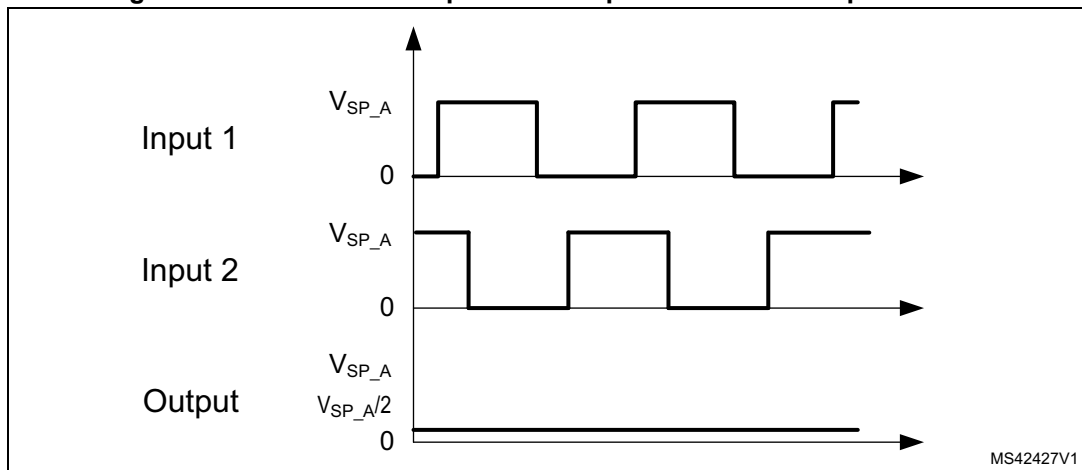 V_SP_A
Input 1
0
V_SP_A
Input 2
0
V_SP_A
Output
V_SP_A/2
0
MS42427V1